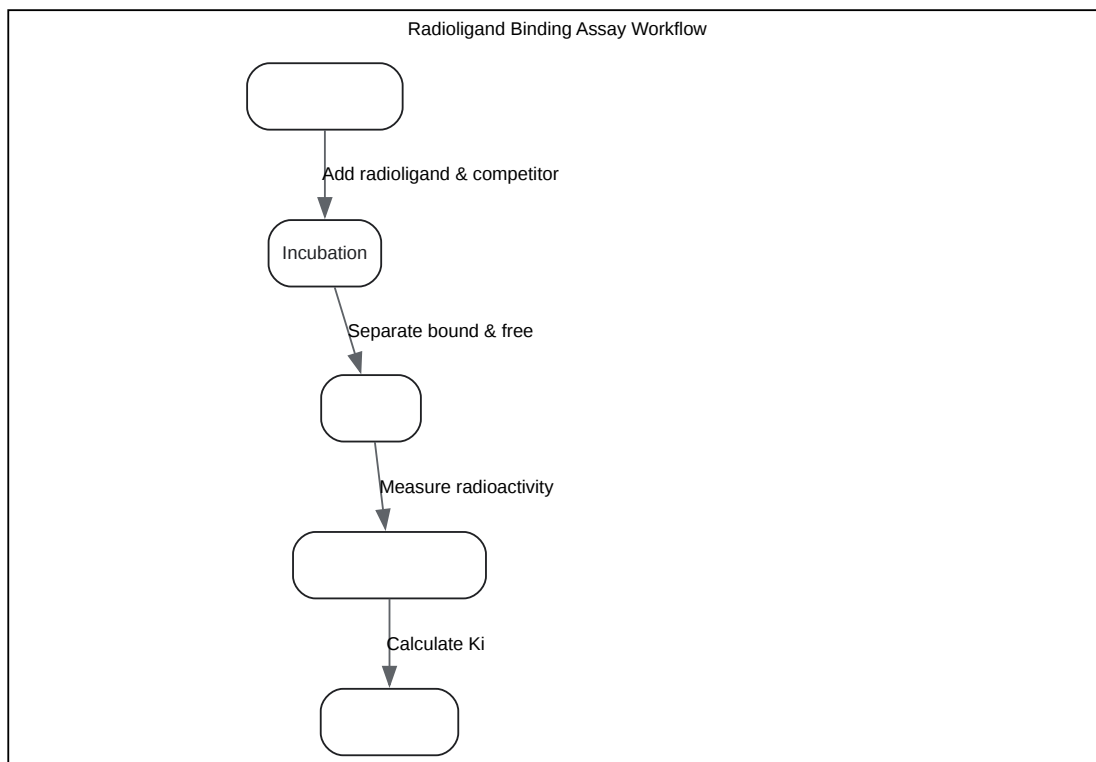 Radioligand Binding Assay Workflow
Add radioligand & competitor
Incubation
Separate bound & free
Measure radioactivity
Calculate Ki